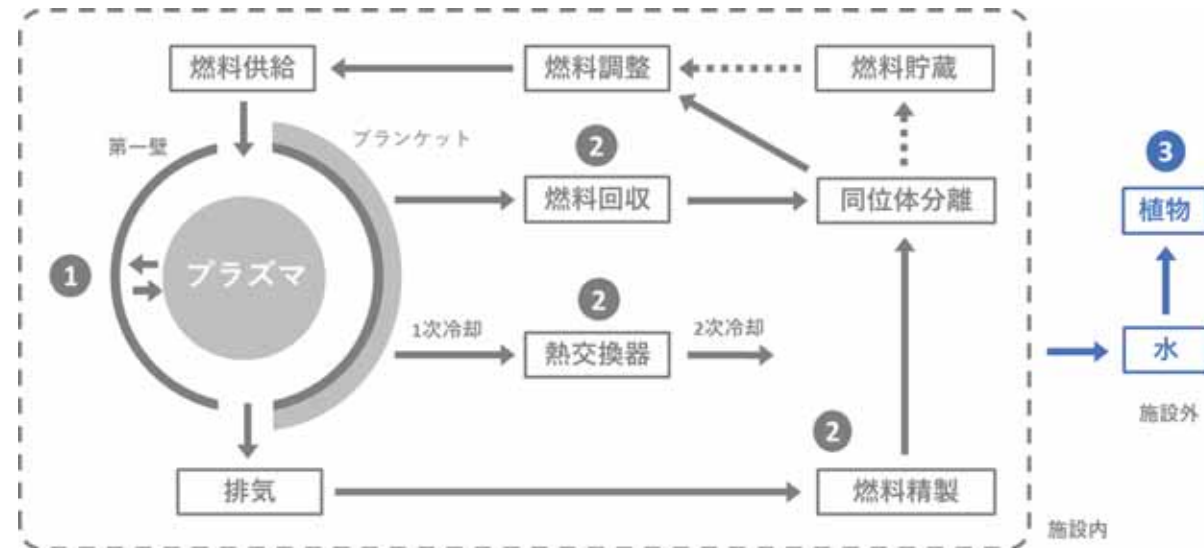 燃料供給
燃料調整
燃料貯蔵
第一壁
ブランケット
2
燃料回収
同位体分離
3
植物
1
プラズマ
2
1次冷却
熱交換器
2次冷却
水
施設外
2
排気
燃料精製
施設内